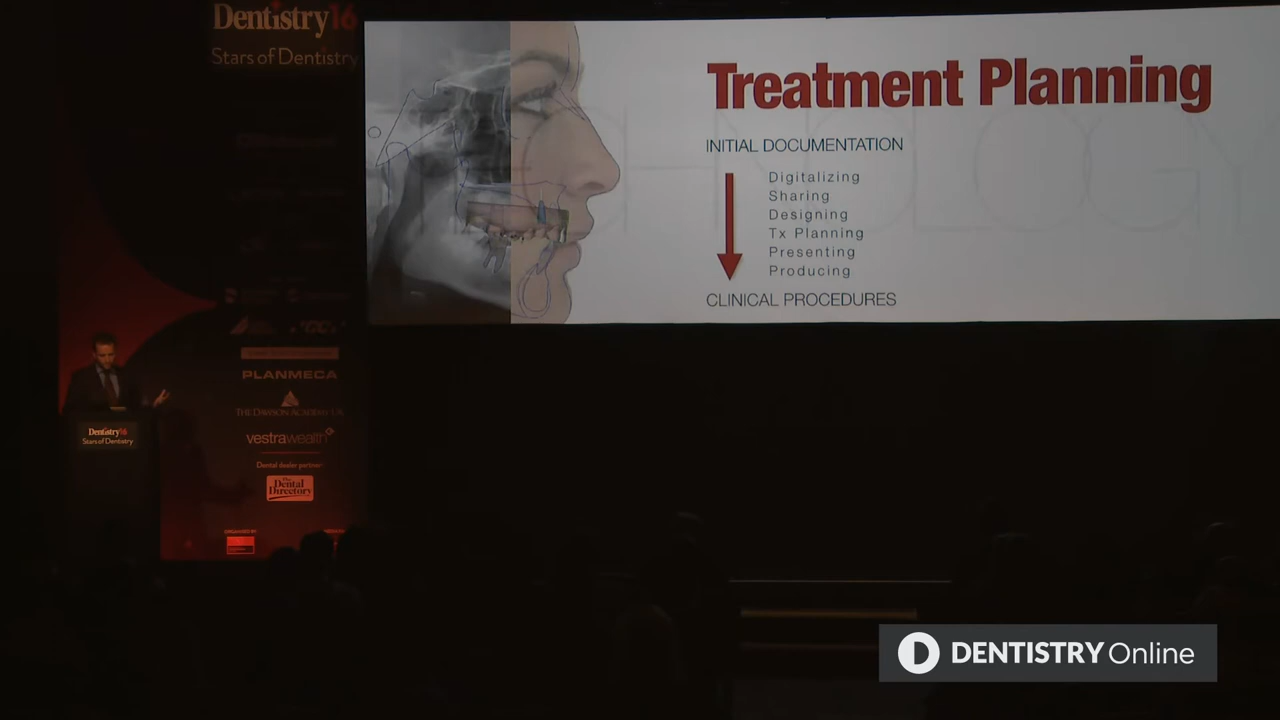 Dentistry16
Stars of Dentistry
Treatment Planning
INITIAL DOCUMENTATION
Digitalizing
Sharing
Designing
Tx Planning
Presenting
Producing
CLINICAL PROCEDURES
PLANMECA
THE DAWSON ACADEMY UK
vestrawealth
Dental dealer partner
The
Dental
Directory
Dentistry16
Stars of Dentistry
DENTISTRY Online